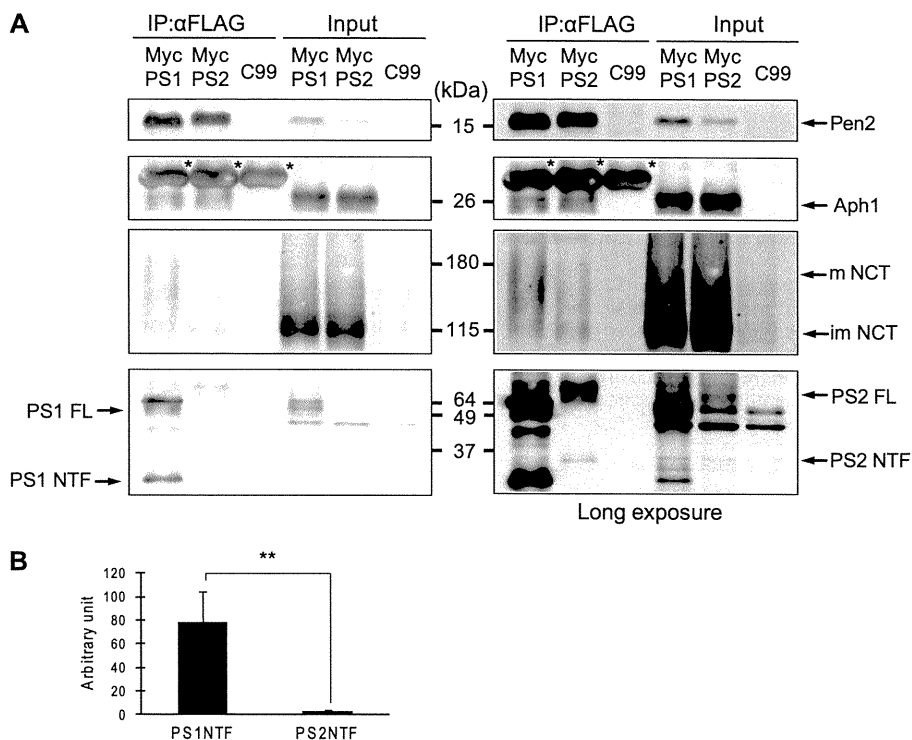 A
IP:αFLAG Input
Myc PS1 Myc PS2 C99 Myc PS1 Myc PS2 C99
(kDa)
IP:αFLAG Input
Myc PS1 Myc PS2 C99 Myc PS1 Myc PS2 C99
15
Pen2
* * *
26
* * *
Aph1
180
m NCT
115
im NCT
PS1 FL
64
49
PS2 FL
37
PS1 NTF
PS2 NTF
Long exposure
B
**
Arbitrary unit
120
100
80
60
40
20
0
PS1NTF PS2NTF